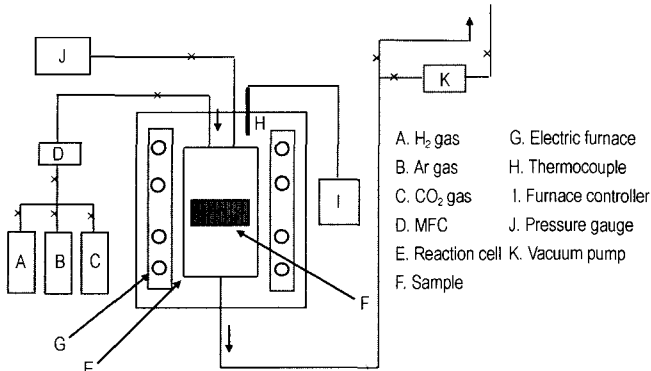 J
K
H
D
I
A
B
C
F
G
E
A. H₂ gas
B. Ar gas
C. CO₂ gas
D. MFC
E. Reaction cell
F. Sample
G. Electric furnace
H. Thermocouple
I. Furnace controller
J. Pressure gauge
K. Vacuum pump